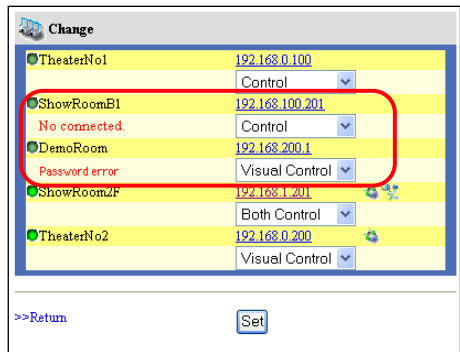 Change
TheaterNo1 192.168.0.100
Control
ShowRoomB1 192.168.100.201
No connected. Control
DemoRoom 192.168.200.1
Password error Visual Control
ShowRoom2F 192.168.1.201
Both Control
TheaterNo2 192.168.0.200
Visual Control
>>Return Set